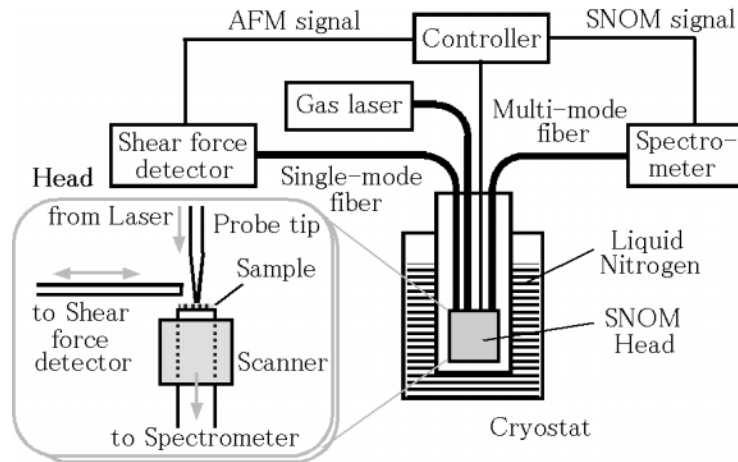 AFM signal
SNOM signal
Controller
Gas laser
Multi-mode
fiber
Shear force
detector
Spectro-
meter
Head
Single-mode
fiber
from Laser
Probe tip
Sample
Liquid
Nitrogen
to Shear
force
detector
SNOM
Head
Scanner
to Spectrometer
Cryostat